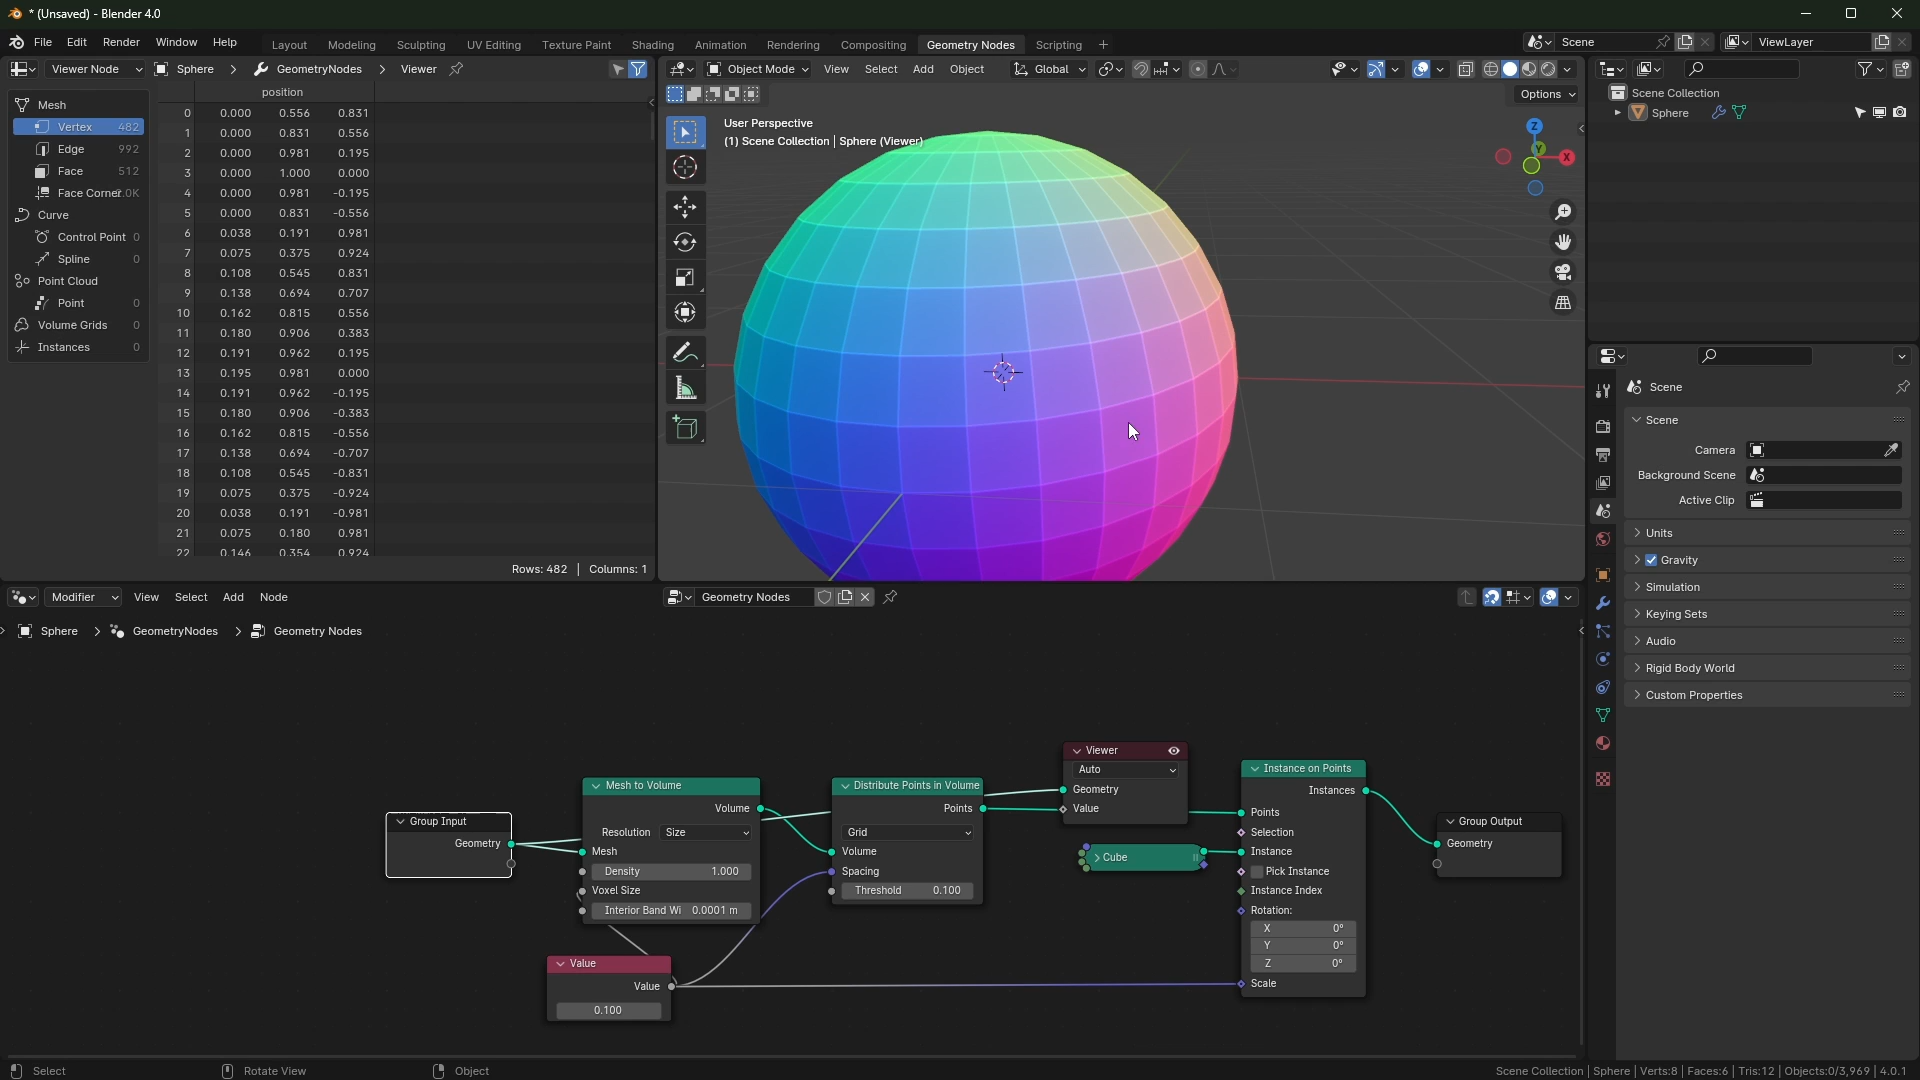 * (Unsaved) - Blender 4.0
File Edit Render Window Help
Layout Modeling Sculpting UV Editing Texture Paint Shading Animation Rendering Compositing Geometry Nodes Scripting +
Scene
ViewLayer
Viewer Node
Sphere > GeometryNodes > Viewer
Mesh
Vertex 482
Edge 992
Face 512
Face Corner
Curve
Control Point 0
Spline 0
Point Cloud
Point 0
Volume Grids 0
Instances 0
position
0 0.000 0.556 0.831
1 0.000 0.831 0.556
2 0.000 0.981 0.195
3 0.000 1.000 0.000
4 0.000 0.981 -0.195
5 0.000 0.831 -0.556
6 0.038 0.191 0.981
7 0.075 0.375 0.924
8 0.108 0.545 0.831
9 0.138 0.694 0.707
10 0.162 0.815 0.556
11 0.180 0.906 0.383
12 0.191 0.962 0.195
13 0.195 0.981 0.000
14 0.191 0.962 -0.195
15 0.180 0.906 -0.383
16 0.162 0.815 -0.556
17 0.138 0.694 -0.707
18 0.108 0.545 -0.831
19 0.075 0.375 -0.924
20 0.038 0.191 -0.981
21 0.075 0.180 0.981
22 0.146 0.354 0.924
Rows: 482 | Columns: 1
Object Mode View Select Add Object Global
Options
User Perspective
(1) Scene Collection | Sphere (Viewer)
Z
Y
X
Scene Collection
Sphere
Scene
Scene
Camera
Background Scene
Active Clip
Units
Gravity
Simulation
Keying Sets
Audio
Rigid Body World
Custom Properties
Modifier View Select Add Node
Geometry Nodes
Sphere > GeometryNodes > Geometry Nodes
Group Input
Geometry
Mesh to Volume
Volume
Resolution Size
Mesh
Density 1.000
Voxel Size
Interior Band Wi 0.0001 m
Value
Value
0.100
Distribute Points in Volume
Points
Grid
Volume
Spacing
Threshold 0.100
Viewer
Auto
Geometry
Value
Cube
Instance on Points
Instances
Points
Selection
Instance
Pick Instance
Instance Index
Rotation:
X 0°
Y 0°
Z 0°
Scale
Group Output
Geometry
Select
Rotate View
Object
Scene Collection | Sphere | Verts:8 | Faces:6 | Tris:12 | Objects:0/3,969 | 4.0.1